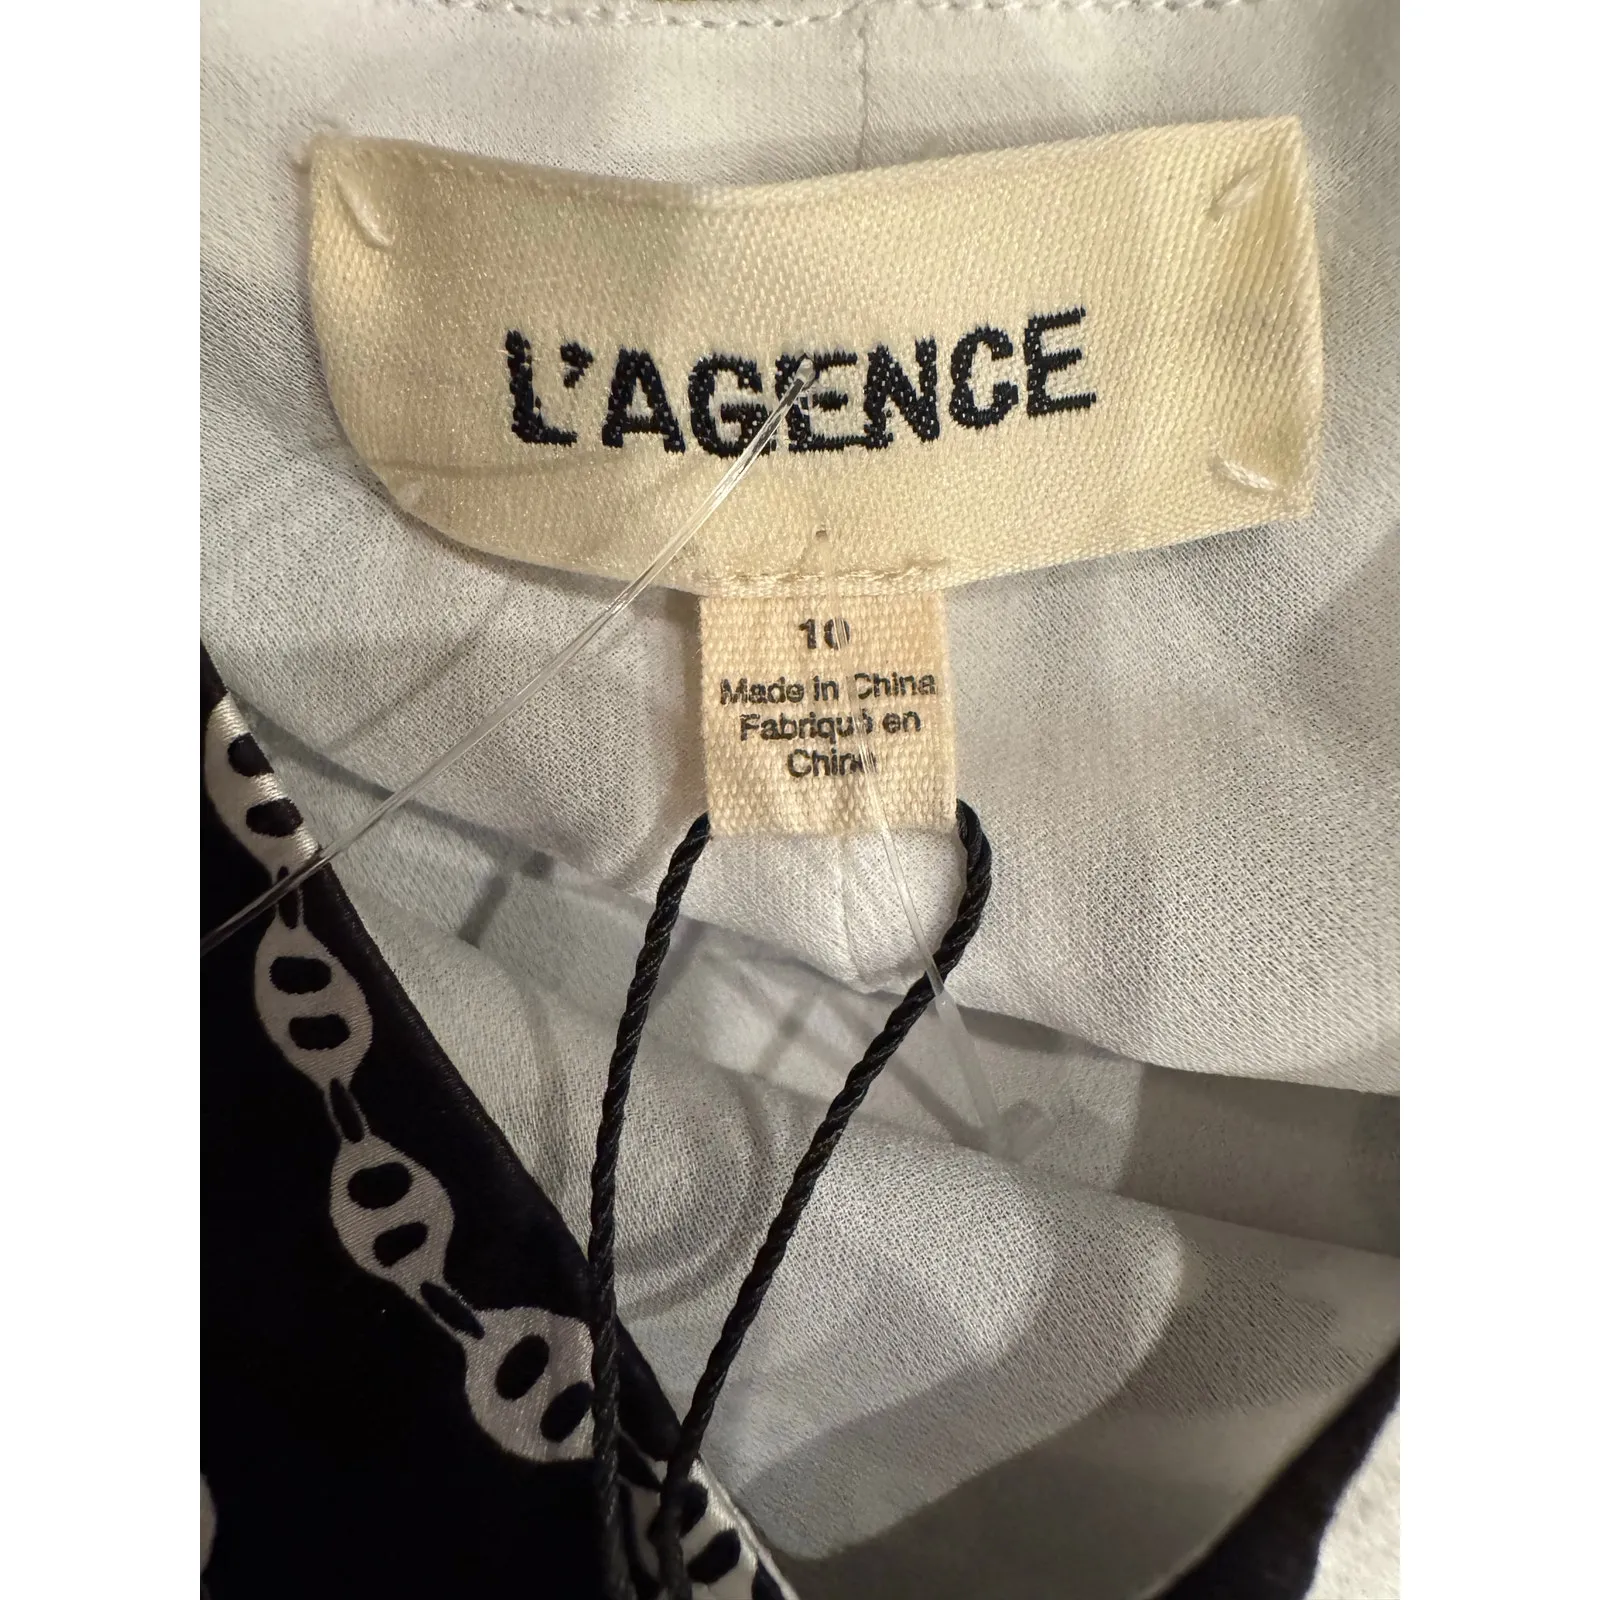 L'AGENCE
10
Made in China
Fabriqué en
Chine